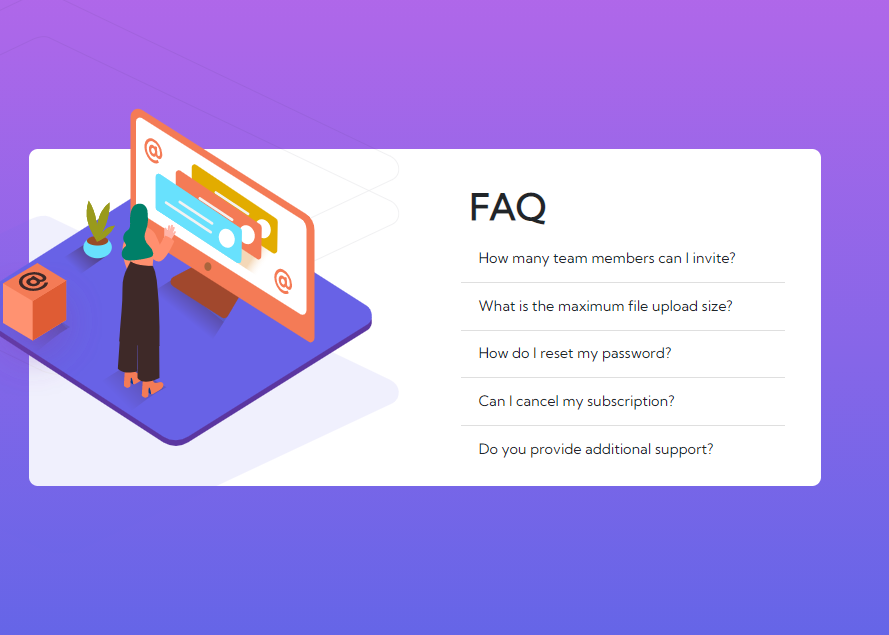 @
@
@
FAQ
How many team members can I invite?
What is the maximum file upload size?
How do I reset my password?
Can I cancel my subscription?
Do you provide additional support?